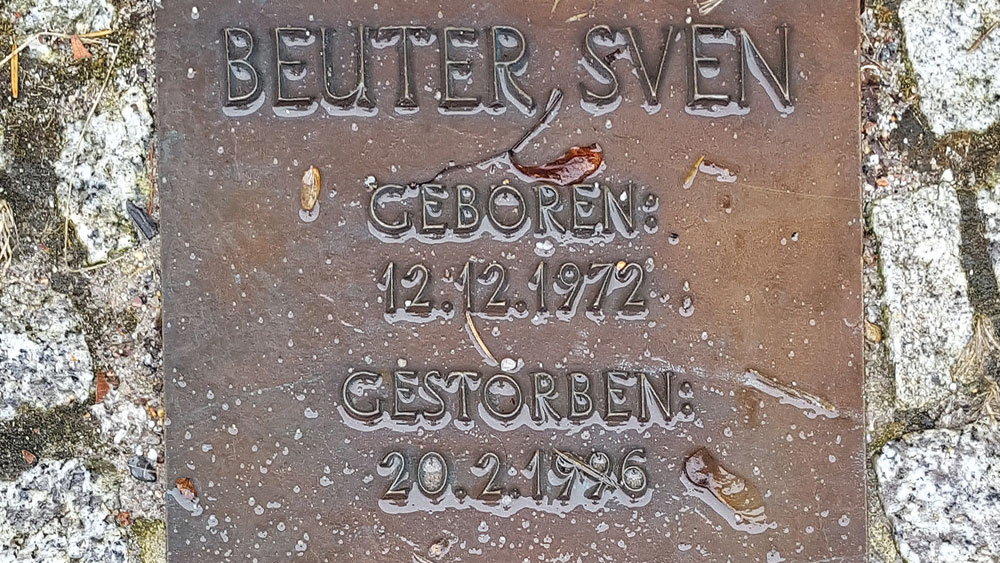 BEUTER SVEN
GEBOREN:
12.12.1972
GESTORBEN:
20.2.1996